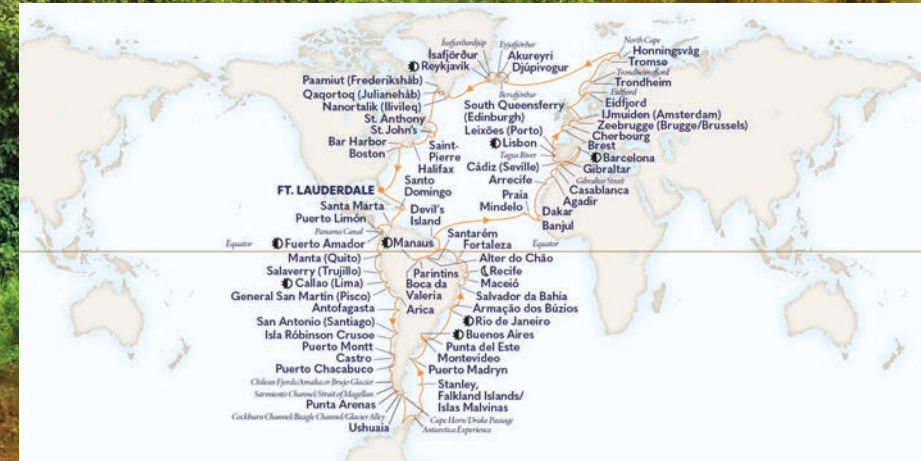 North Cape
Honningsvåg
Tromsø
Trondheimsfjord
Trondheim
Eidfjord
Eidfjord
IJmuiden (Amsterdam)
Zeebrugge (Brugge/Brussels)
Cherbourg
Brest
Barcelona
Gibraltar
Gibraltar Strait
Casablanca
Agadir
Dakar
Banjul
Ísafjarðardjúp
Ísafjörður
Reykjavík
Eyjafjörður
Akureyri
Djúpivogur
Berufjörður
South Queensferry
(Edinburgh)
Leixões (Porto)
Lisbon
Tagus River
Cádiz (Seville)
Arrecife
Praia
Mindelo
Paamiut (Frederikshåb)
Qaqortoq (Julianehåb)
Nanortalik (Ilivileq)
St. Anthony
St. John's
Bar Harbor
Boston
Saint-
Pierre
Halifax
FT. LAUDERDALE
Santo
Domingo
Santa Marta
Puerto Limón
Panama Canal
Devil's
Island
Equator
Fuerto Amador
Manaus
Santarém
Fortaleza
Equator
Manta (Quito)
Salaverry (Trujillo)
Callao (Lima)
General San Martín (Pisco)
Antofagasta
San Antonio (Santiago)
Isla Róbinson Crusoe
Puerto Montt
Castro
Puerto Chacabuco
Chilean Fjords/Amalia or Brujo Glacier
Sarmiento Channel/Strait of Magellan
Punta Arenas
Cockburn Channel/Beagle Channel/Glacier Alley
Ushuaia
Parintins
Boca da
Valeria
Arica
Alter do Chão
Recife
Maceió
Salvador da Bahia
Armação dos Búzios
Rio de Janeiro
Buenos Aires
Punta del Este
Montevideo
Puerto Madryn
Stanley,
Falkland Islands/
Islas Malvinas
Cape Horn/Drake Passage
Antarctica Experience